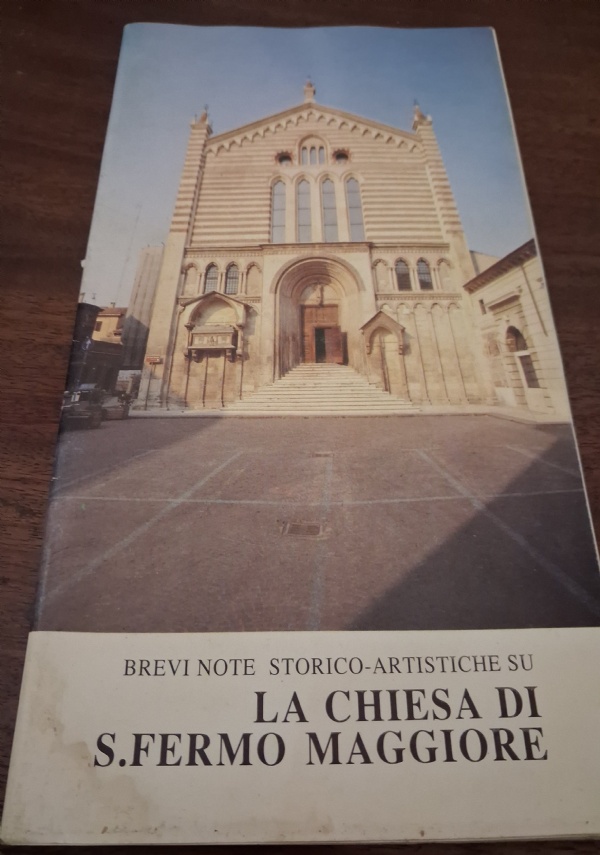 BREVI NOTE STORICO-ARTISTICHE SU
LA CHIESA DI
S.FERMO MAGGIORE